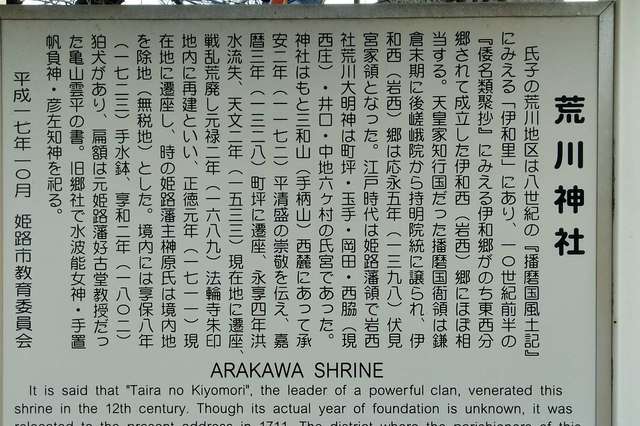 荒川神社
氏子の荒川地区は八世紀の『播磨国風土記』
にみえる「伊和里」にあり、一〇世紀前半の
『倭名類聚抄』にみえる伊和郷がのち東西分
郷されて成立した伊和西（岩西）郷にほぼ相
当する。天皇家知行国だった播磨国衙領は鎌
倉末期に後嵯峨院から持明院統に譲られ、伊
和西（岩西）郷は応永五年（一三九八）伏見
宮家領となった。江戸時代は姫路藩領で岩西
社荒川大明神は町坪・玉手・岡田・西脇（現
西庄）・井口・中地六ヶ村の氏宮であった。
神社はもと三和山（手柄山）西麓にあって承
安二年（一一七二）平清盛の崇敬を伝え、嘉
暦三年（一三二八）町坪に遷座、永享四年洪
水流失、天文二年（一五三三）現在地に遷座、
戦乱荒廃し元禄二年（一六八九）法輪寺朱印
地内に再建といい、正徳元年（一七一一）現
在地に遷座し、時の姫路藩主榊原氏は境内地
を除地（無税地）とした。境内には享保八年
（一七二三）手水鉢、享和二年（一八〇二）
狛犬があり、扁額は元姫路藩好古堂教授だっ
た亀山雲平の書。旧郷社で水波能女神・手置
帆負神・彦左知神を祀る。
平成一七年一〇月　姫路市教育委員会
ARAKAWA SHRINE
It is said that "Taira no Kiyomori", the leader of a powerful clan, venerated this
shrine in the 12th century. Though its actual year of foundation is unknown, it was
relocated to the present address in 1711. The district where the parishioners of this